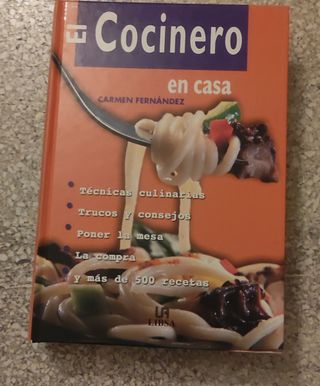 El Cocinero
en casa
CARMEN FERNÁNDEZ
Técnicas culinarias
Trucos y consejos
Poner la mesa
La compra
y más de 500 recetas
LIBSA